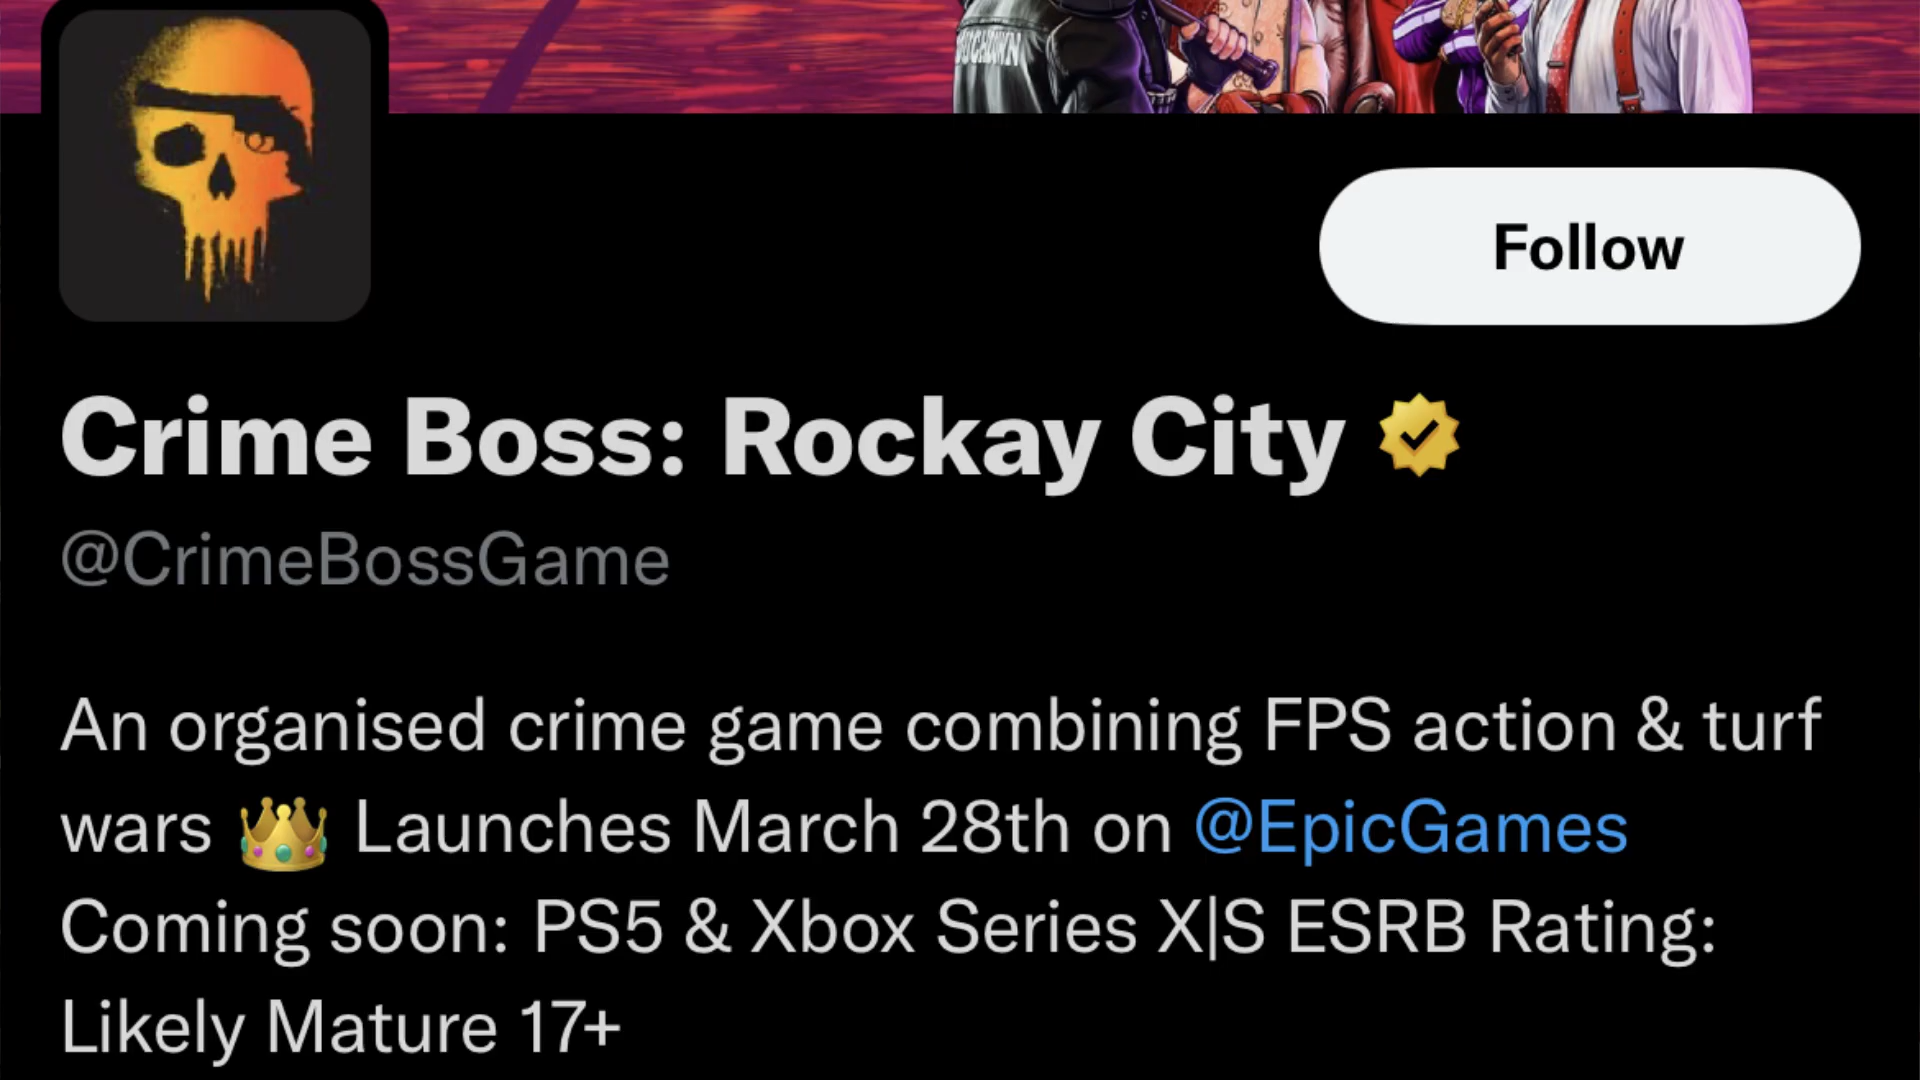 Follow
Crime Boss: Rockay City
@CrimeBossGame
An organised crime game combining FPS action & turf
wars 👑 Launches March 28th on @EpicGames
Coming soon: PS5 & Xbox Series X|S ESRB Rating:
Likely Mature 17+